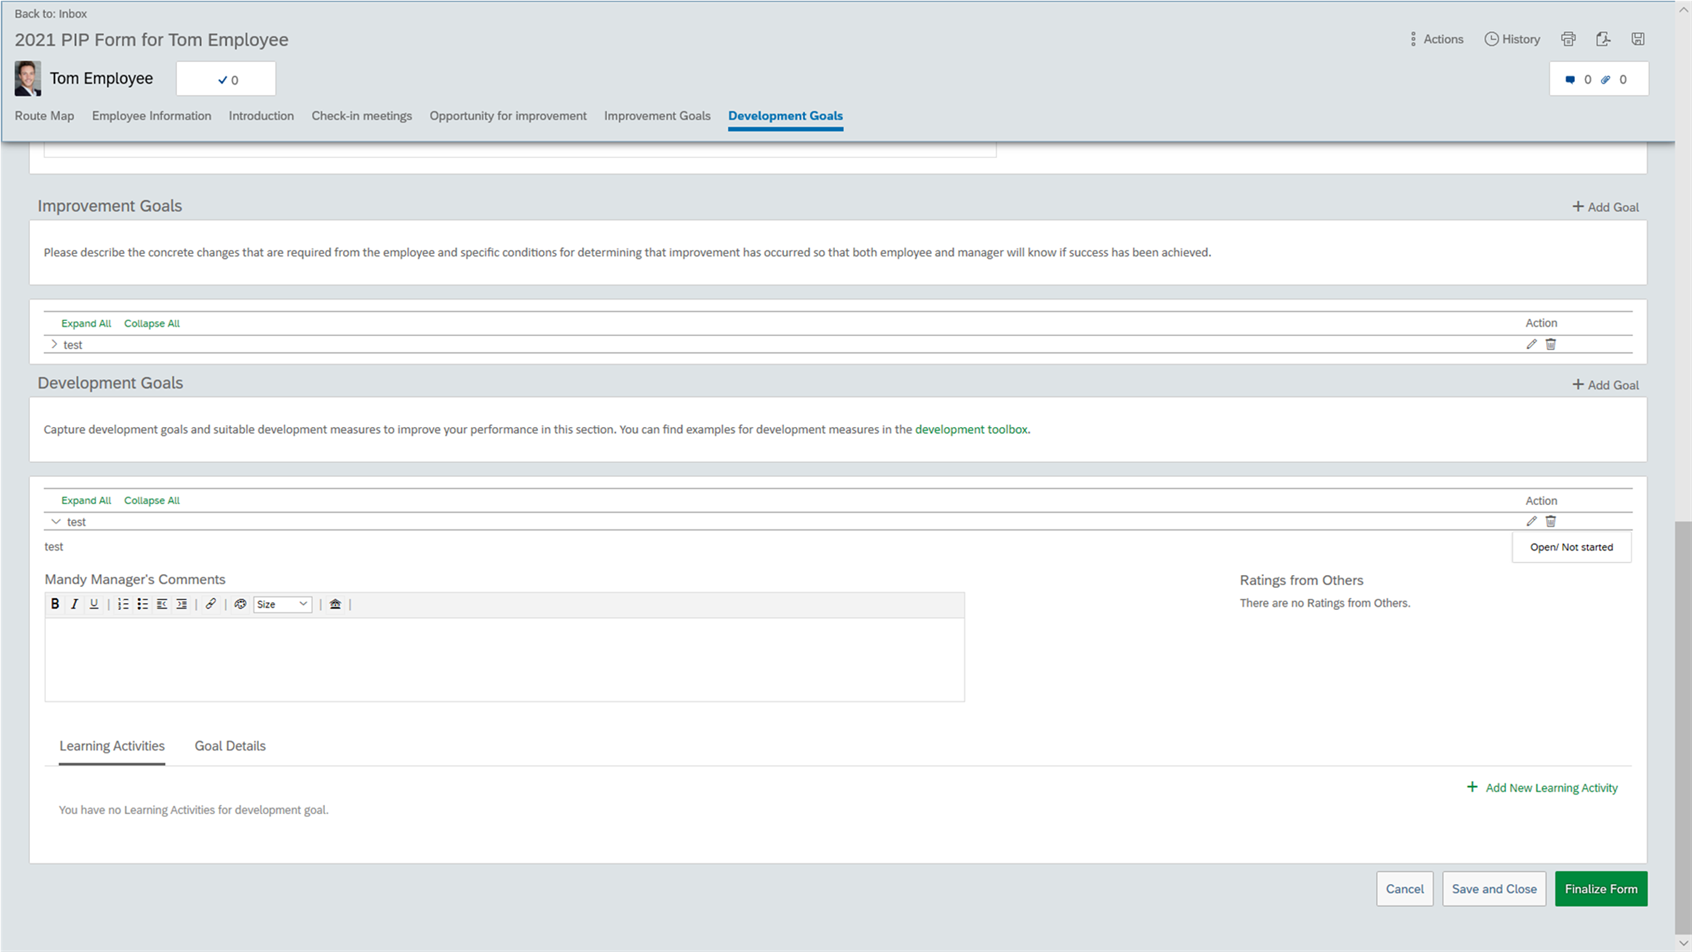 Back to: Inbox
2021 PIP Form for Tom Employee
Actions History
Tom Employee 0 0 0
Route Map Employee Information Introduction Check-in meetings Opportunity for improvement Improvement Goals Development Goals
Improvement Goals + Add Goal
Please describe the concrete changes that are required from the employee and specific conditions for determining that improvement has occurred so that both employee and manager will know if success has been achieved.
Expand All Collapse All Action
test
Development Goals + Add Goal
Capture development goals and suitable development measures to improve your performance in this section. You can find examples for development measures in the development toolbox.
Expand All Collapse All Action
test
test Open/ Not started
Mandy Manager's Comments Ratings from Others
B I U Size
There are no Ratings from Others.
Learning Activities Goal Details
+ Add New Learning Activity
You have no Learning Activities for development goal.
Cancel Save and Close Finalize Form